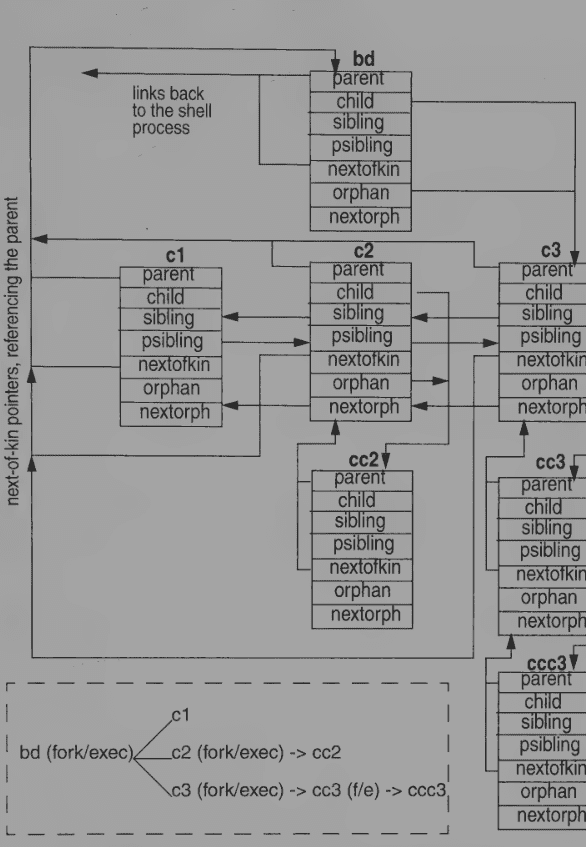 bd
parent
child
sibling
psibling
nextofkin
orphan
nextorph
links back
to the shell
process
next-of-kin pointers, referencing the parent
c1
parent
child
sibling
psibling
nextofkin
orphan
nextorph
c2
parent
child
sibling
psibling
nextofkin
orphan
nextorph
c3
parent
child
sibling
psibling
nextofkin
orphan
nextorph
cc2
parent
child
sibling
psibling
nextofkin
orphan
nextorph
cc3
parent
child
sibling
psibling
nextofkin
orphan
nextorph
ccc3
parent
child
sibling
psibling
nextofkin
orphan
nextorph
c1
bd (fork/exec)
c2 (fork/exec) -> cc2
c3 (fork/exec) -> cc3 (f/e) -> ccc3